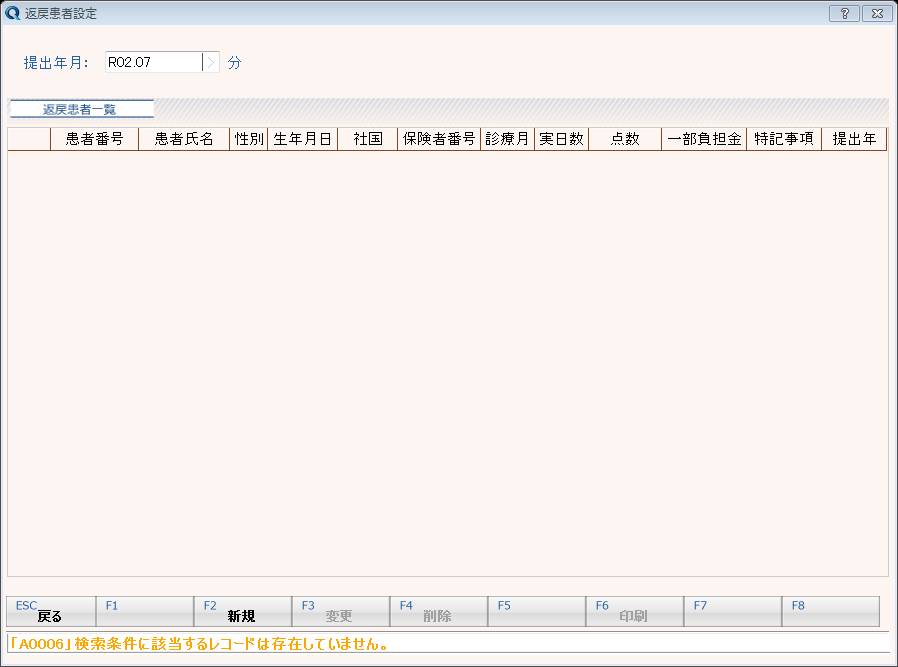 返戻患者設定
提出年月: R02.07 分
返戻患者一覧
患者番号 患者氏名 性別 生年月日 社国 保険者番号 診療月 実日数 点数 一部負担金 特記事項 提出年
ESC 戻る F1 F2 新規 F3 変更 F4 削除 F5 F6 印刷 F7 F8
「A0006」検索条件に該当するレコードは存在していません。